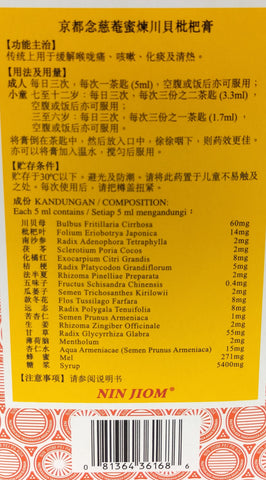 京都念慈菴蜜煉川貝枇杷膏
【功能主治】
传统上用于缓解喉咙痛、咳嗽、化痰及清热。
【用法及用量】
成人 每日三次，每次一茶匙 (5ml)，空腹或饭后亦可服用；
小童 七至十二岁：每日三次，每次三份之二茶匙 (3.3ml) ，
空腹或饭后亦可服用；
三至六岁：每日三次，每次三份之一茶匙 (1.7ml) ，
空腹或饭后亦可服用。
将膏倒在茶匙中，然后放入口中，徐徐咽下，则药效更佳。
亦可将膏加入温水，搅匀后服用。
【贮存条件】
贮存于30℃以下。避光及防潮。请将此药置于儿童不易触及
之处。每次使用后，请把樽盖扭紧。
成份 KANDUNGAN / COMPOSITION:
Each 5 ml contains / Setiap 5 ml mengandungi :
川贝母 Bulbus Fritillaria Cirrhosa 60mg
枇杷叶 Folium Eriobotrya Japonica 14mg
南沙参 Radix Adenophora Tetraphylla 2mg
茯苓 Sclerotium Poria Cocos 2mg
化橘红 Exocarpium Citri Grandis 8mg
桔梗 Radix Platycodon Grandiflorum 5mg
法半夏 Rhizoma Pinelliae Preparata 2mg
五味子 Fructus Schisandra Chinensis 0.4mg
瓜蒌子 Semen Trichosanthes Kirilowii 2mg
款冬花 Flos Tussilago Farfara 8mg
远志 Radix Polygala Tenuifolia 8mg
苦杏仁 Semen Prunus Armeniaca 1mg
生姜 Rhizoma Zingiber Officinale 2mg
甘草 Radix Glycyrrhiza Glabra 55mg
薄荷脑 Mentholum 2mg
杏仁水 Aqua Armeniacae (Semen Prunus Armeniaca) 15mg
蜂蜜 Mel 271mg
糖浆 Syrup 5400mg
【注意事项】请参阅说明书
NIN JIOM®
0 81364 36168 6